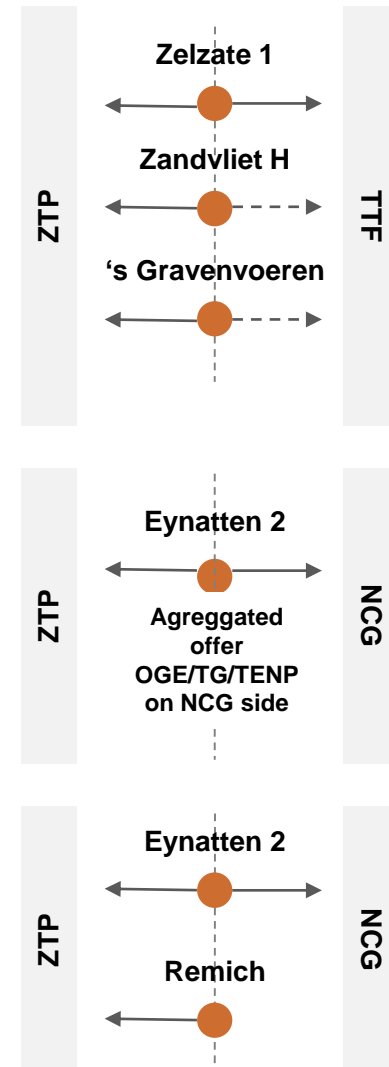 Zelzate 1
Zandvliet H
ZTP
TTF
‘s Gravenvoeren
Eynatten 2
ZTP
NCG
Agreggated
offer
OGE/TG/TENP
on NCG side
Eynatten 2
ZTP
NCG
Remich